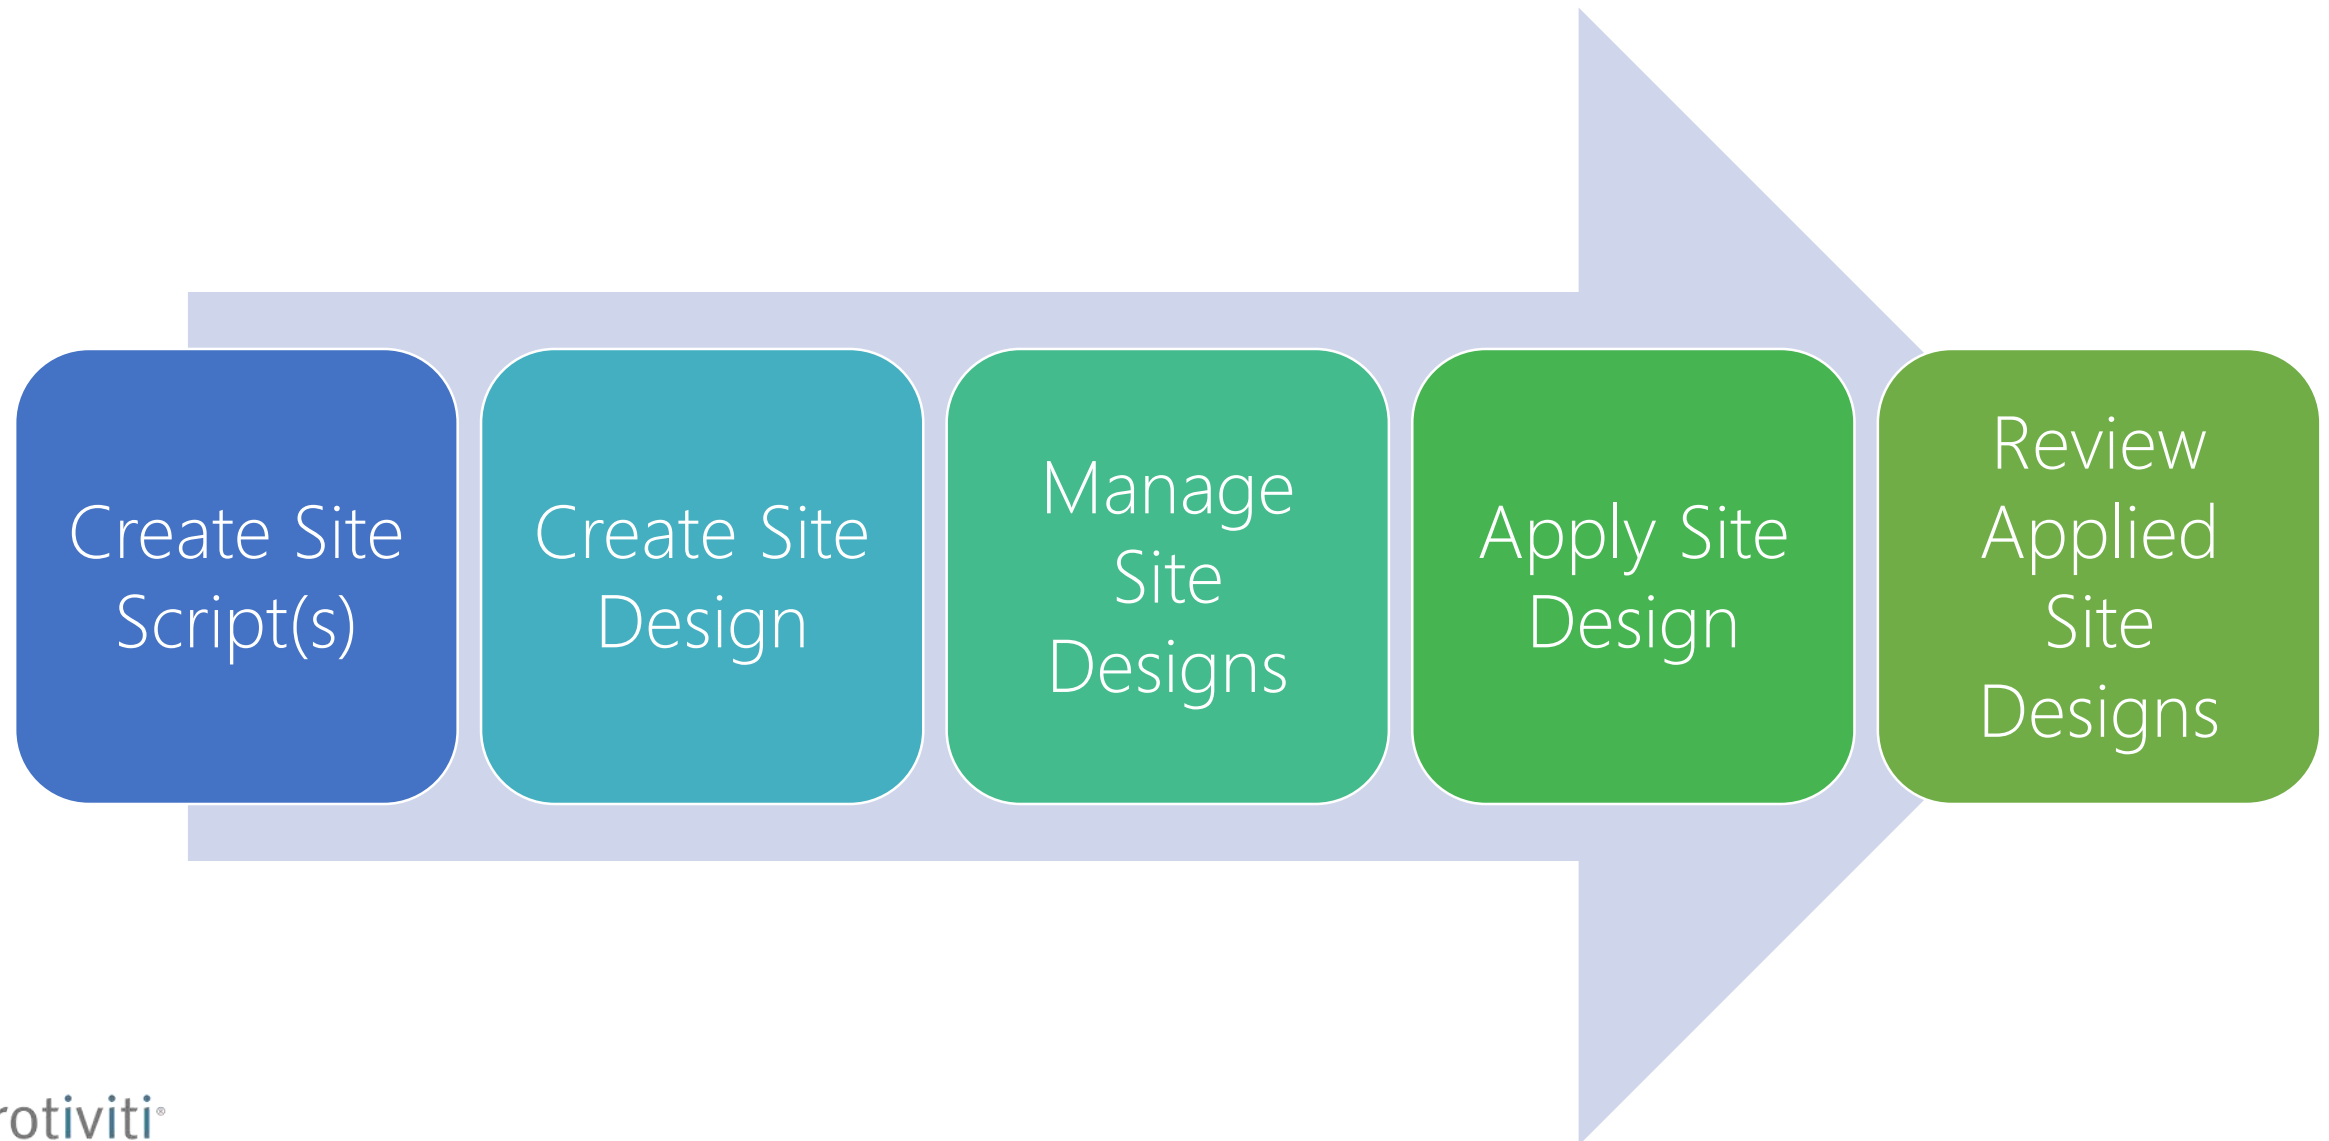 Create Site
Script(s)
Create Site
Design
Manage
Site
Designs
Apply Site
Design
Review
Applied
Site
Designs
rotiviti®